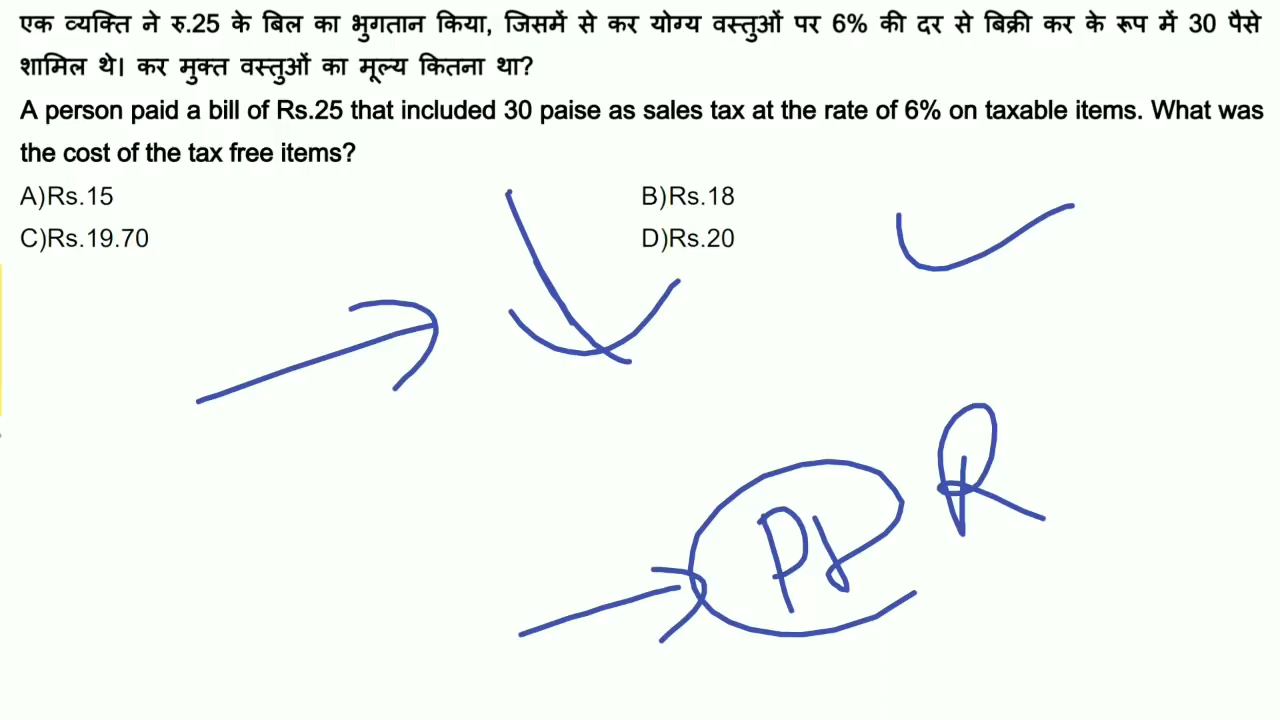 एक व्यक्ति ने रु.25 के बिल का भुगतान किया, जिसमें से कर योग्य वस्तुओं पर 6% की दर से बिक्री कर के रूप में 30 पैसे
शामिल थे। कर मुक्त वस्तुओं का मूल्य कितना था?
A person paid a bill of Rs.25 that included 30 paise as sales tax at the rate of 6% on taxable items. What was
the cost of the tax free items?
A)Rs.15 B)Rs.18
C)Rs.19.70 D)Rs.20